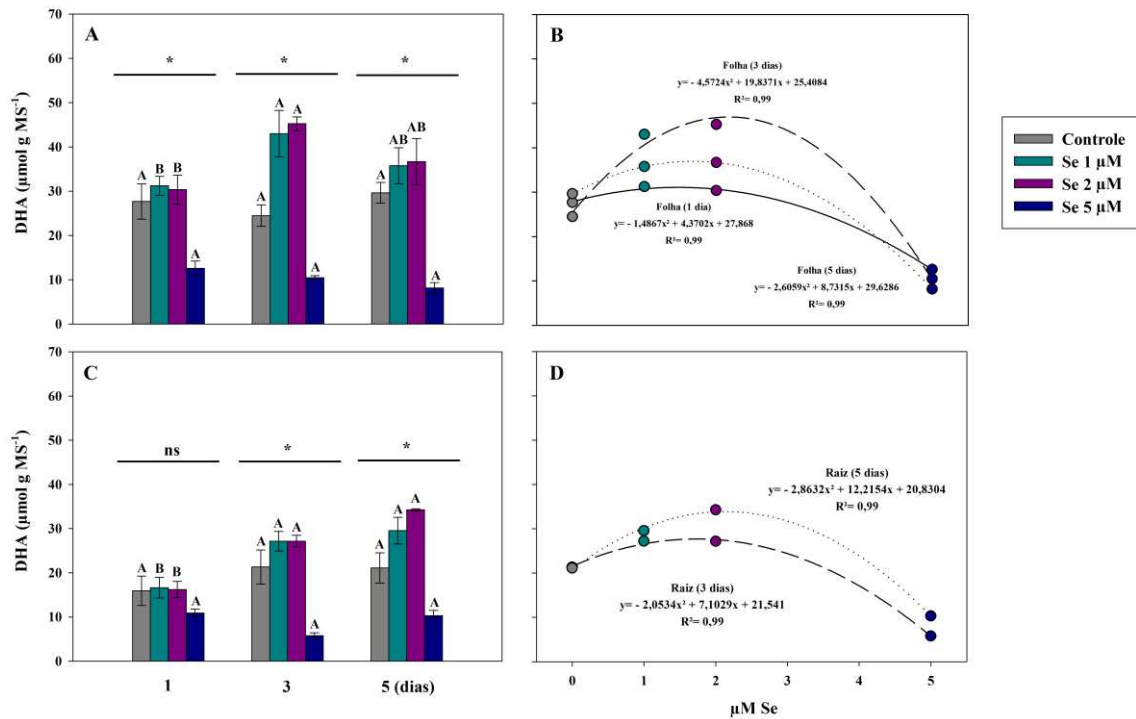 A
DHA (µmol g MS⁻¹)
70
60
50
40
30
20
10
0
* * *
A B B A
A A A A
A AB AB A
B
Folha (3 dias)
y= - 4,5724x² + 19,8371x + 25,4084
R²= 0,99
Folha (1 dia)
y= - 1,4867x² + 4,3702x + 27,868
R²= 0,99
Folha (5 dias)
y= - 2,6059x² + 8,7315x + 29,6286
R²= 0,99
Controle
Se 1 µM
Se 2 µM
Se 5 µM
C
DHA (µmol g MS⁻¹)
70
60
50
40
30
20
10
0
ns * *
A B B A
A A A A
A A A A
1 3 5 (dias)
D
Raiz (5 dias)
y= - 2,8632x² + 12,2154x + 20,8304
R²= 0,99
Raiz (3 dias)
y= - 2,0534x² + 7,1029x + 21,541
R²= 0,99
0 1 2 3 4 5
µM Se